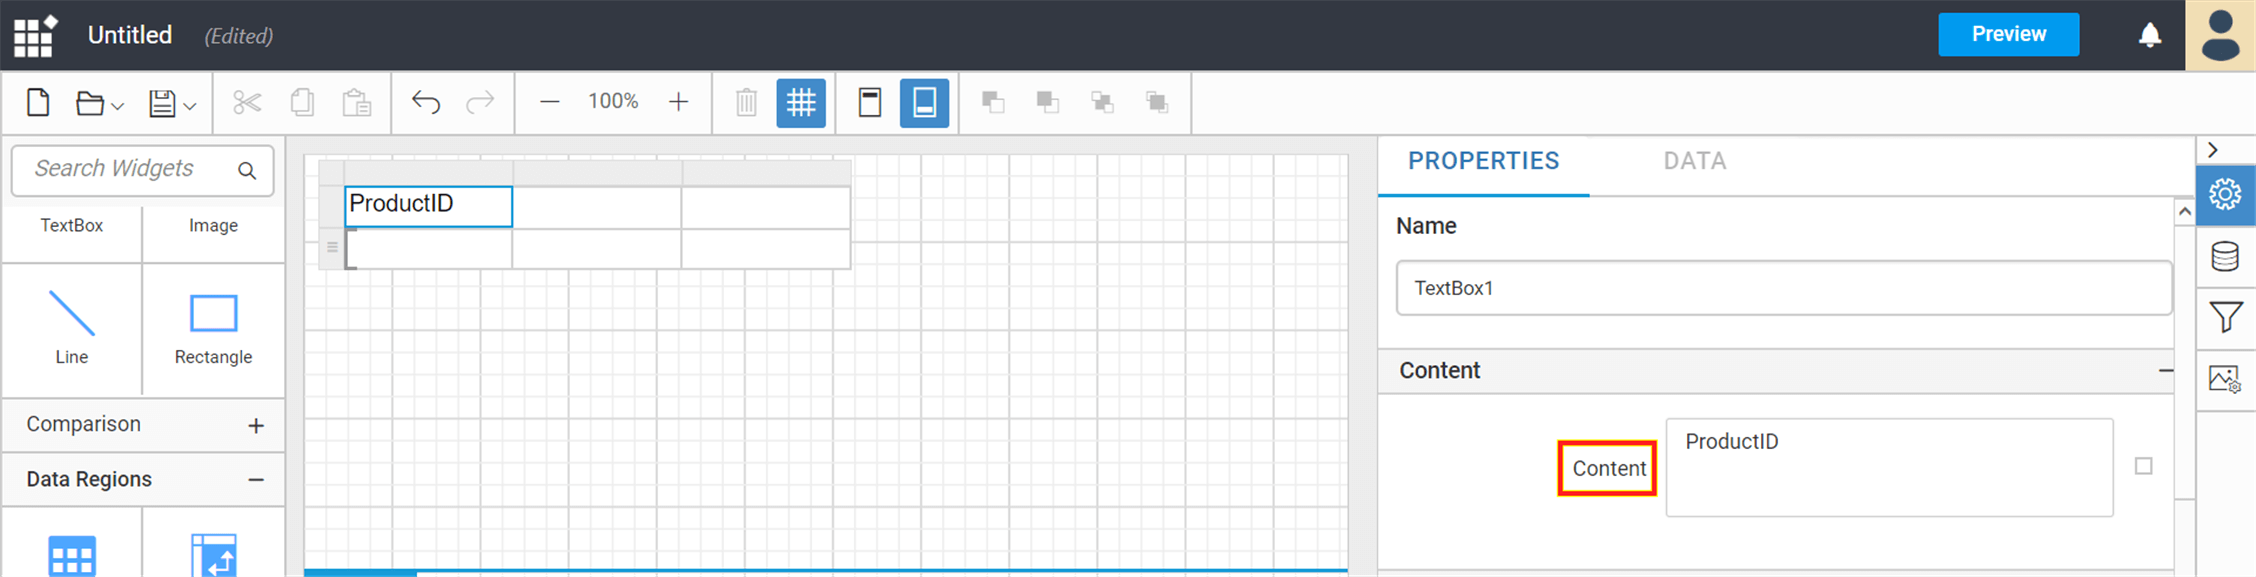 Untitled (Edited) Preview
100%
Search Widgets
TextBox Image
Line Rectangle
Comparison
Data Regions
ProductID
PROPERTIES DATA
Name
TextBox1
Content
Content ProductID